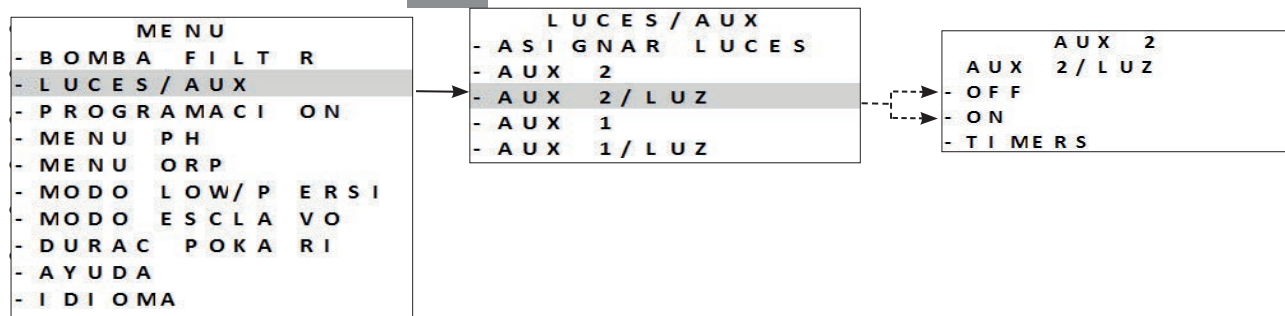 MENU
- BOMBA FILTR
- LUCES/AUX
- PROGRAMACION
- MENU PH
- MENU ORP
- MODO LOW/PERSI
- MODO ESCLAVO
- DURAC POKARI
- AYUDA
- IDIOMA
LUCES/AUX
- ASIGNAR LUCES
- AUX 2
- AUX 2/LUZ
- AUX 1
- AUX 1/LUZ
AUX 2
AUX 2/LUZ
- OFF
- ON
- TIMERS